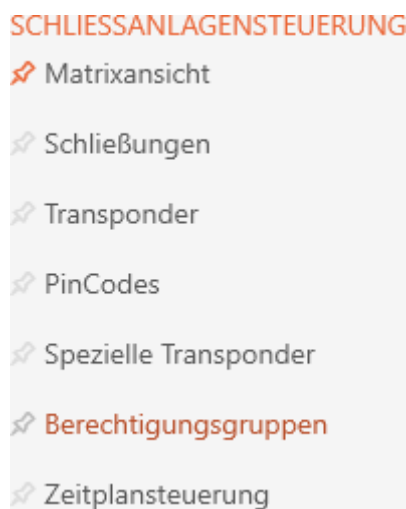 SCHLIESSANLAGENSTEUERUNG
Matrixansicht
Schließungen
Transponder
PinCodes
Spezielle Transponder
Berechtigungsgruppen
Zeitplansteuerung